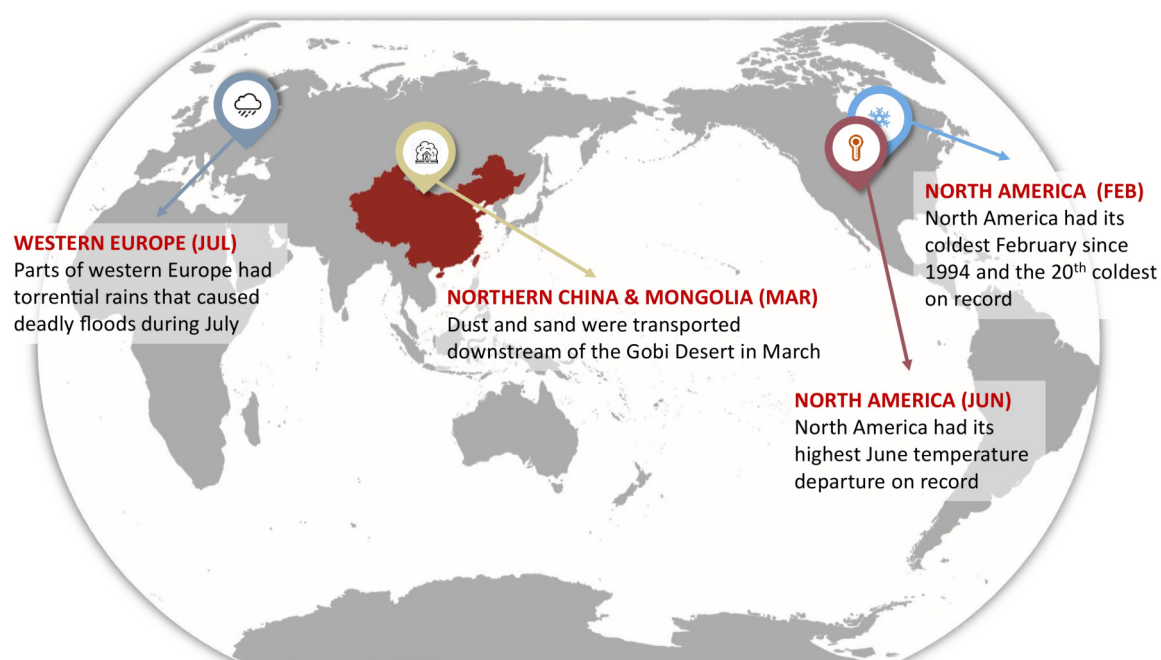 WESTERN EUROPE (JUL)
Parts of western Europe had
torrential rains that caused
deadly floods during July
NORTHERN CHINA & MONGOLIA (MAR)
Dust and sand were transported
downstream of the Gobi Desert in March
NORTH AMERICA (FEB)
North America had its
coldest February since
1994 and the 20th coldest
on record
NORTH AMERICA (JUN)
North America had its
highest June temperature
departure on record